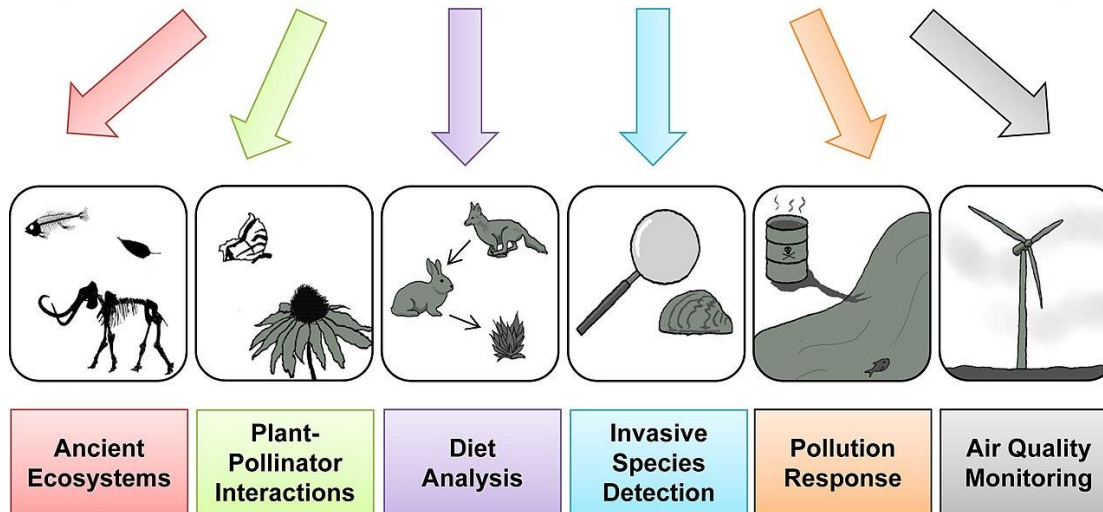 Ancient
Ecosystems
Plant-
Pollinator
Interactions
Diet
Analysis
Invasive
Species
Detection
Pollution
Response
Air Quality
Monitoring